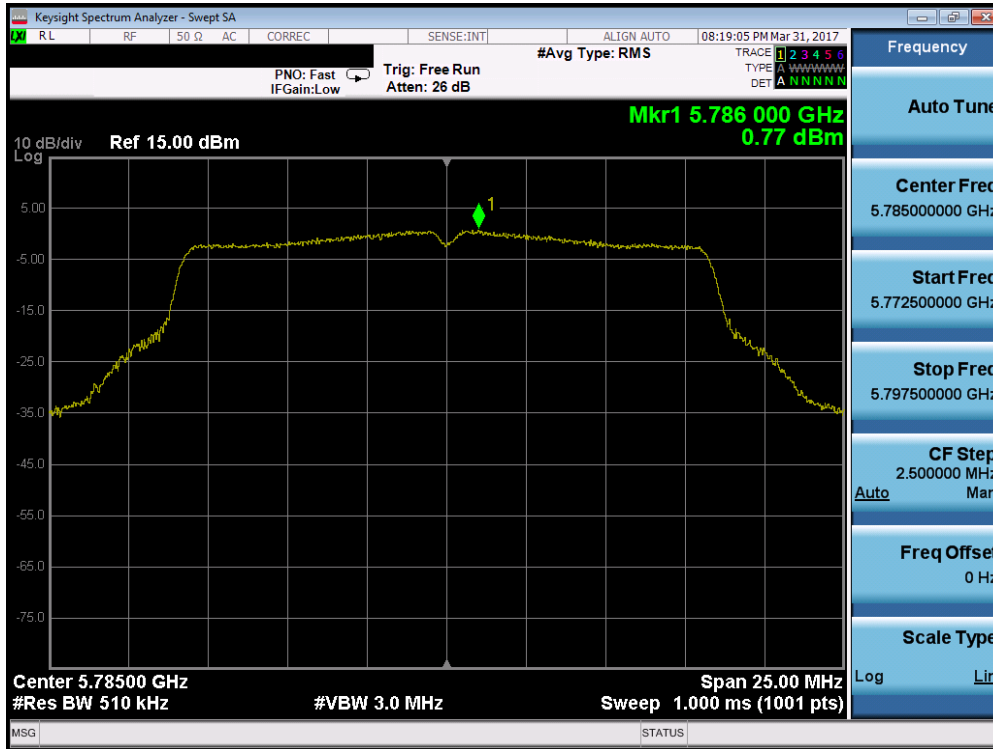 Keysight Spectrum Analyzer - Swept SA
LXI RL RF 50 Ω AC CORREC SENSE:INT ALIGN AUTO 08:19:05 PM Mar 31, 2017
PNO: Fast Trig: Free Run #Avg Type: RMS TRACE 1 2 3 4 5 6
IFGain:Low Atten: 26 dB TYPE A WWWWW
DET A N N N N N
Mkr1 5.786 000 GHz
0.77 dBm
10 dB/div Ref 15.00 dBm
Log
1
5.00
-5.00
-15.0
-25.0
-35.0
-45.0
-55.0
-65.0
-75.0
Center 5.78500 GHz Span 25.00 MHz
#Res BW 510 kHz #VBW 3.0 MHz Sweep 1.000 ms (1001 pts)
MSG STATUS
Frequency
Auto Tune
Center Freq
5.785000000 GHz
Start Freq
5.772500000 GHz
Stop Freq
5.797500000 GHz
CF Step
2.500000 MHz
Auto Man
Freq Offset
0 Hz
Scale Type
Log Lin